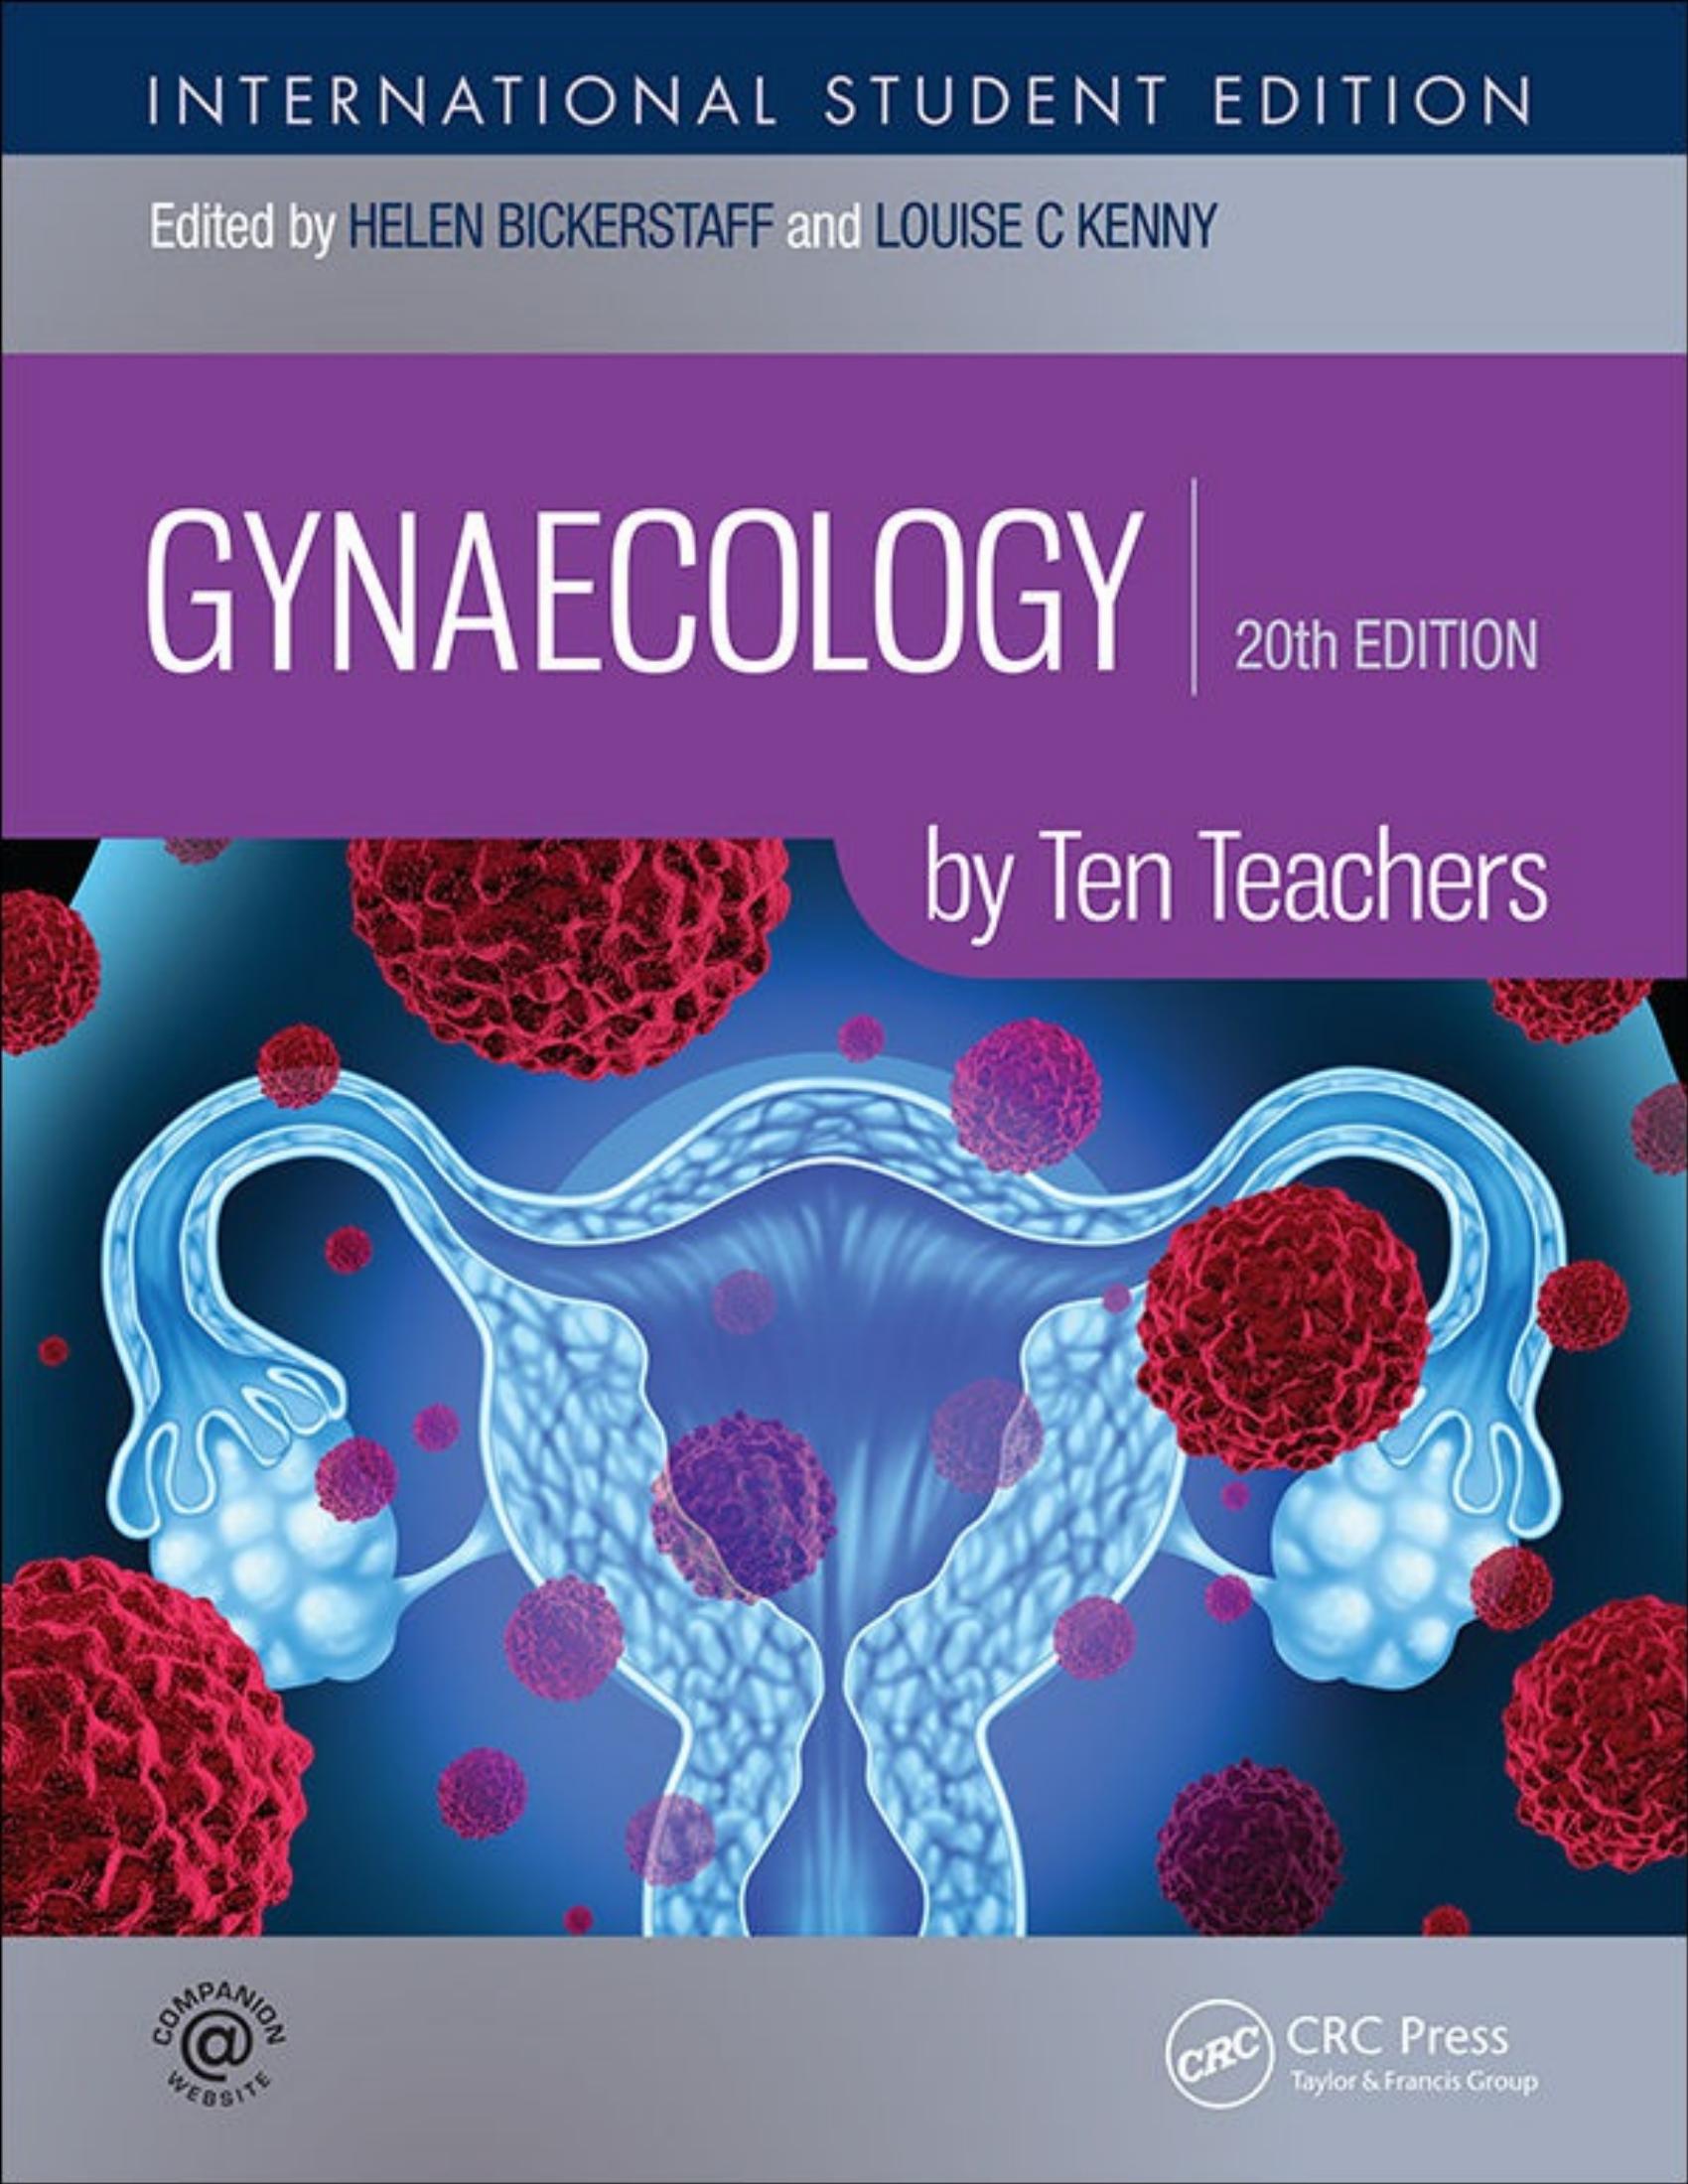 INTERNATIONAL STUDENT EDITION
Edited by HELEN BICKERSTAFF and LOUISE C KENNY
GYNAECOLOGY
20th EDITION
by Ten Teachers
COMPANION
@
WEBSITE
CRC
CRC Press
Taylor & Francis Group